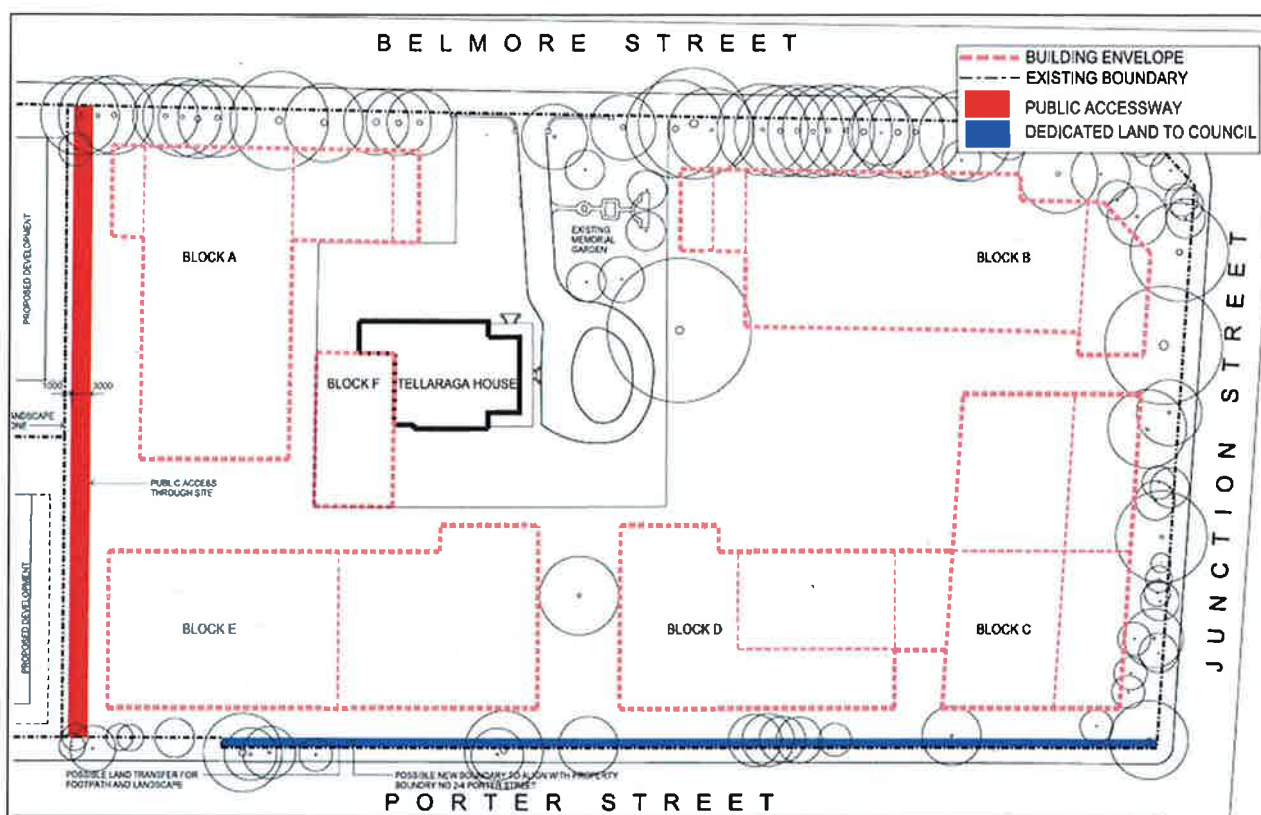 BELMORE STREET
BUILDING ENVELOPE
EXISTING BOUNDARY
PUBLIC ACCESSWAY
DEDICATED LAND TO COUNCIL
PROPOSED DEVELOPMENT
BLOCK A
EXISTING
MEMORIAL
GARDEN
BLOCK B
JUNCTION STREET
BLOCK F
TELLARAGA HOUSE
1000
3000
PUBLIC ACCESS
THROUGH SITE
PROPOSED DEVELOPMENT
BLOCK E
BLOCK D
BLOCK C
POSSIBLE LAND TRANSFER FOR
FOOTPATH AND LANDSCAPE
POSSIBLE NEW BOUNDARY TO ALIGN WITH PROPERTY
BOUNDRY NO 2-4 PORTER STREET
PORTER STREET